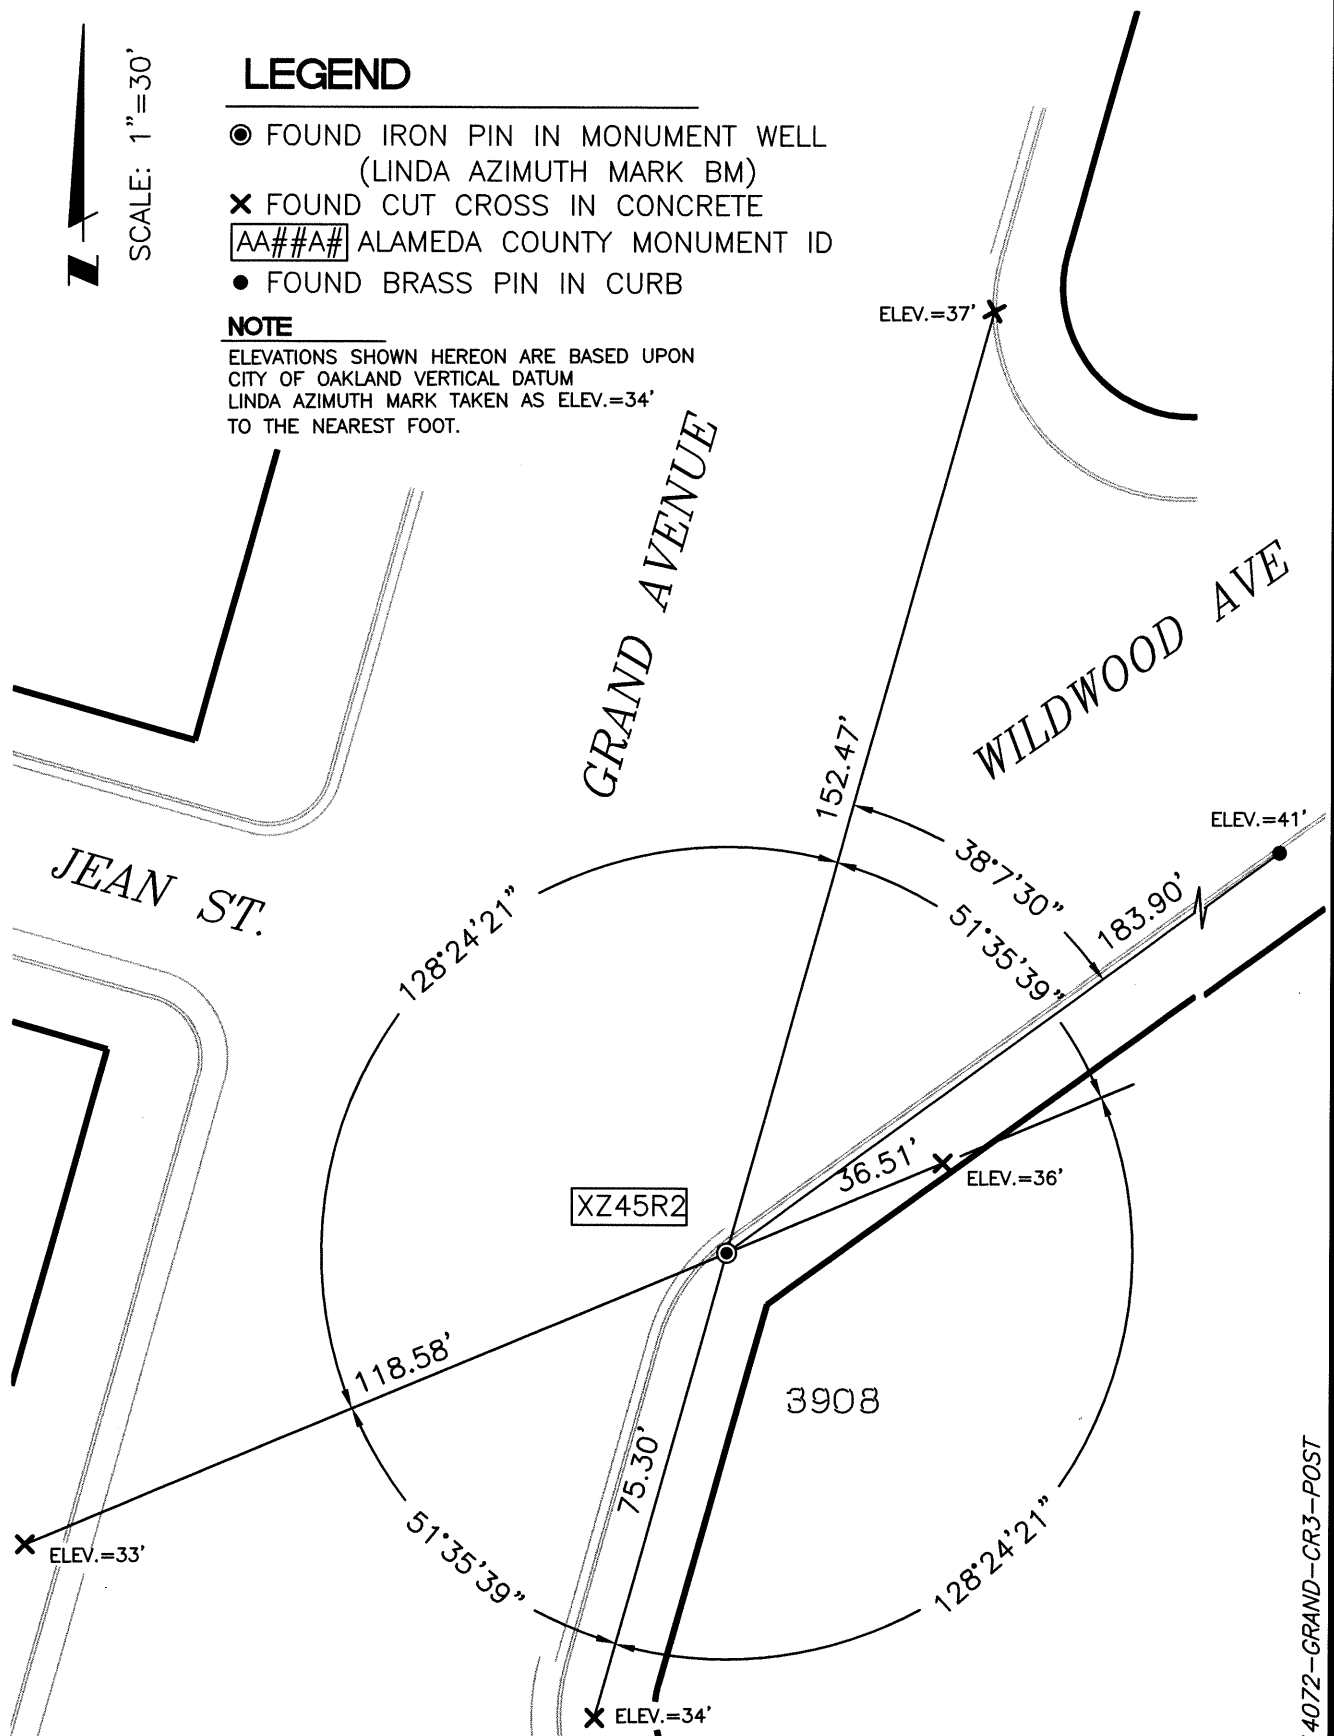 SCALE: 1"=30'
LEGEND
FOUND IRON PIN IN MONUMENT WELL
(LINDA AZIMUTH MARK BM)
FOUND CUT CROSS IN CONCRETE
AA##A# ALAMEDA COUNTY MONUMENT ID
FOUND BRASS PIN IN CURB
NOTE
ELEVATIONS SHOWN HEREON ARE BASED UPON
CITY OF OAKLAND VERTICAL DATUM
LINDA AZIMUTH MARK TAKEN AS ELEV.=34'
TO THE NEAREST FOOT.
ELEV.=37'
GRAND AVENUE
WILDWOOD AVE
152.47'
ELEV.=41'
38°7'30"
JEAN ST.
128°24'21"
51°35'39"
183.90'
36.51'
ELEV.=36'
XZ45R2
118.58'
3908
75.30'
ELEV.=33'
51°35'39"
128°24'21"
ELEV.=34'
4072-GRAND-CR3-POST
Z